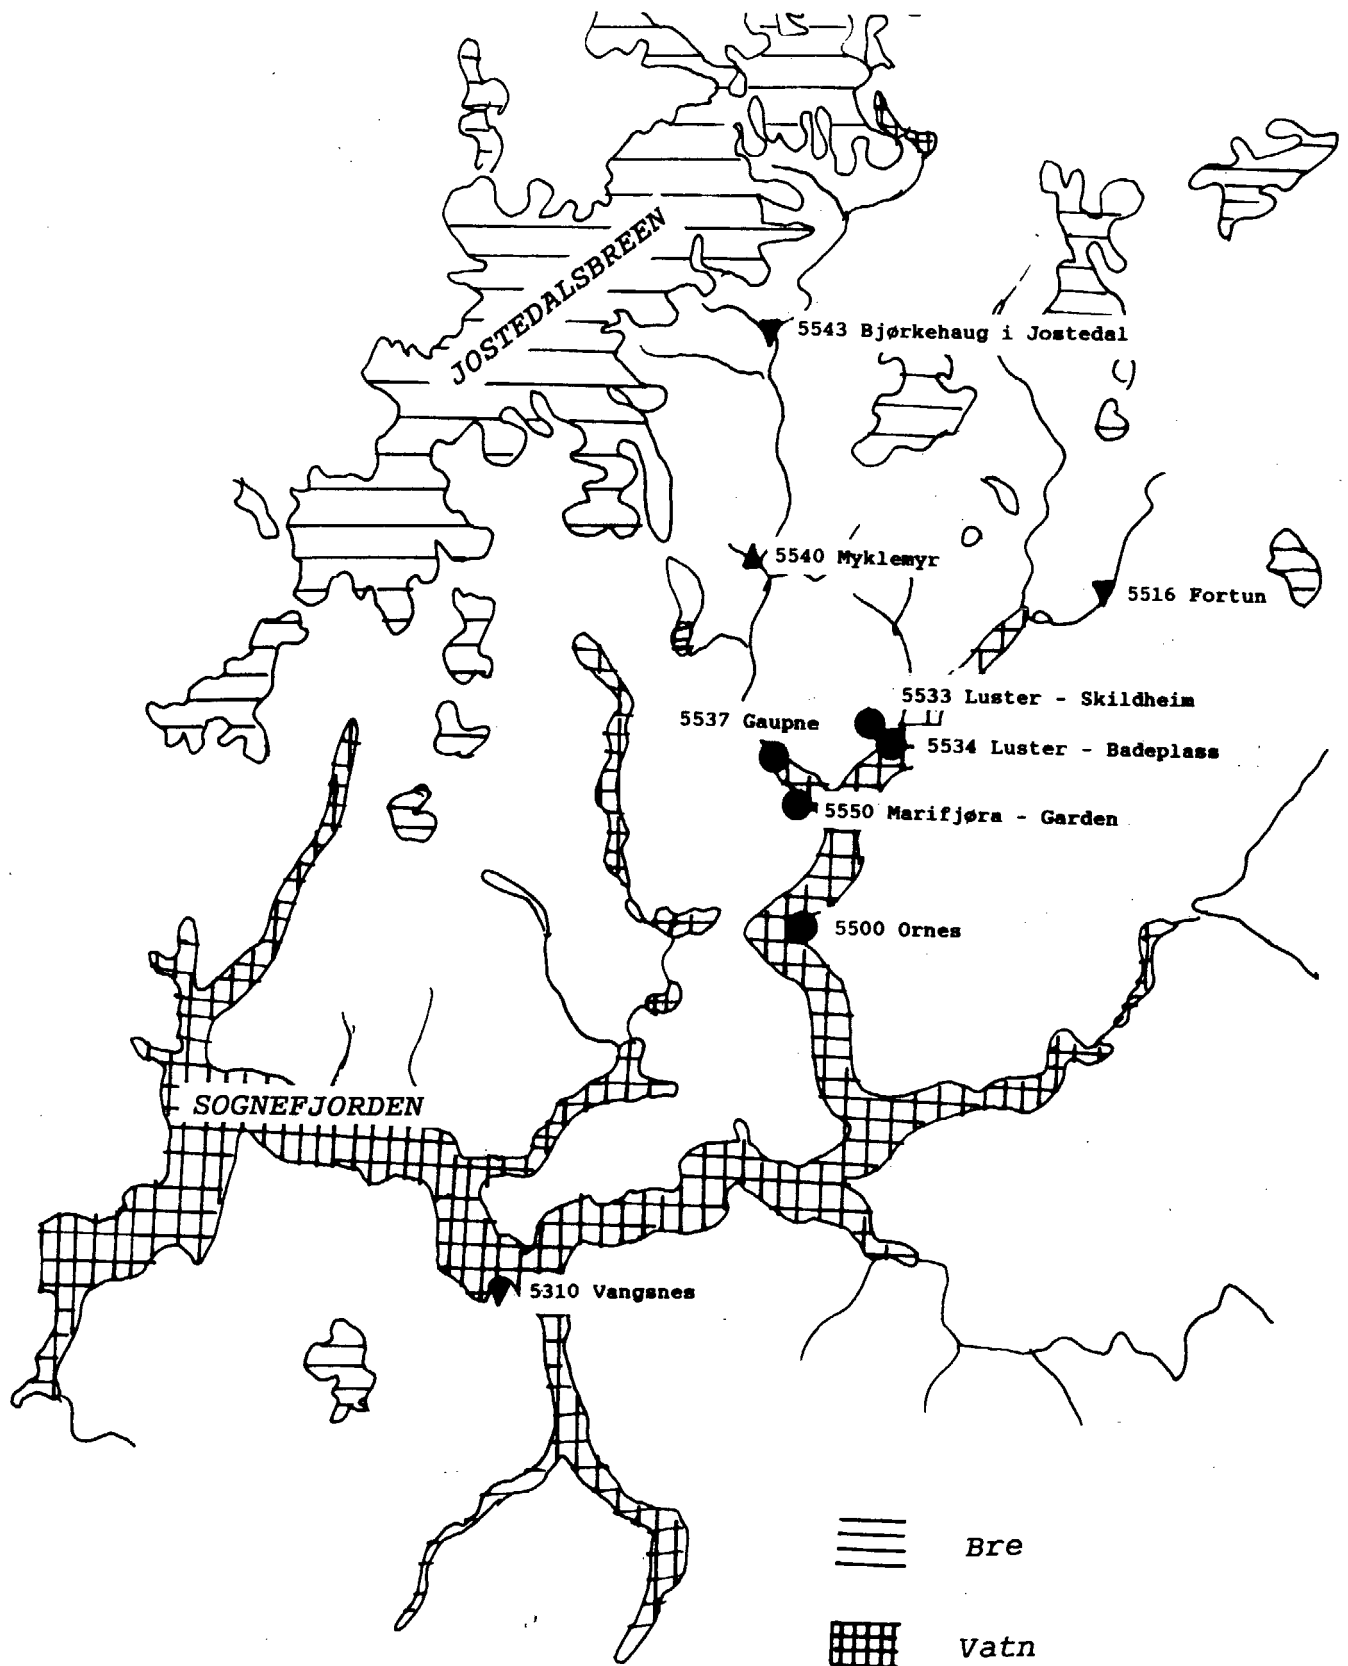 JOSTEDALSBREEN
5543 Bjørkehaug i Jostedal
5540 Myklemyr
5516 Fortun
5533 Luster - Skildheim
5537 Gaupne
5534 Luster - Badeplass
5550 Marifjøra - Garden
5500 Ornes
SOGNEFJORDEN
5310 Vangsnes
Bre
Vatn